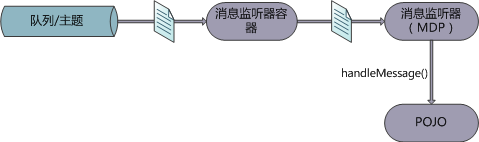 队列/主题
消息监听器容
器
消息监听器
（MDP）
handleMessage()
POJO